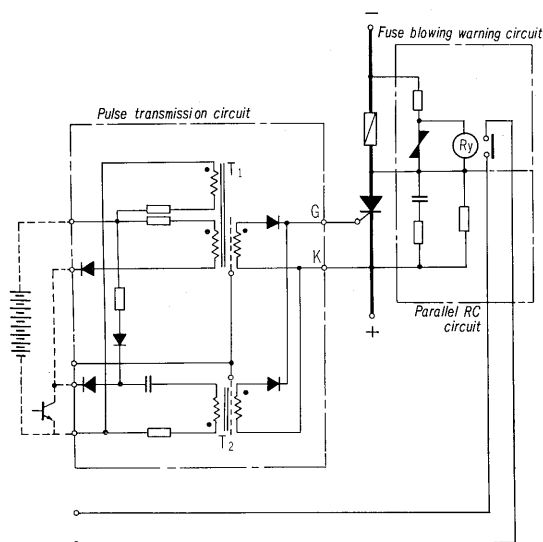 −
Fuse blowing warning circuit
Pulse transmission circuit
T1
Ry
G
K
+
Parallel RC
circuit
T2